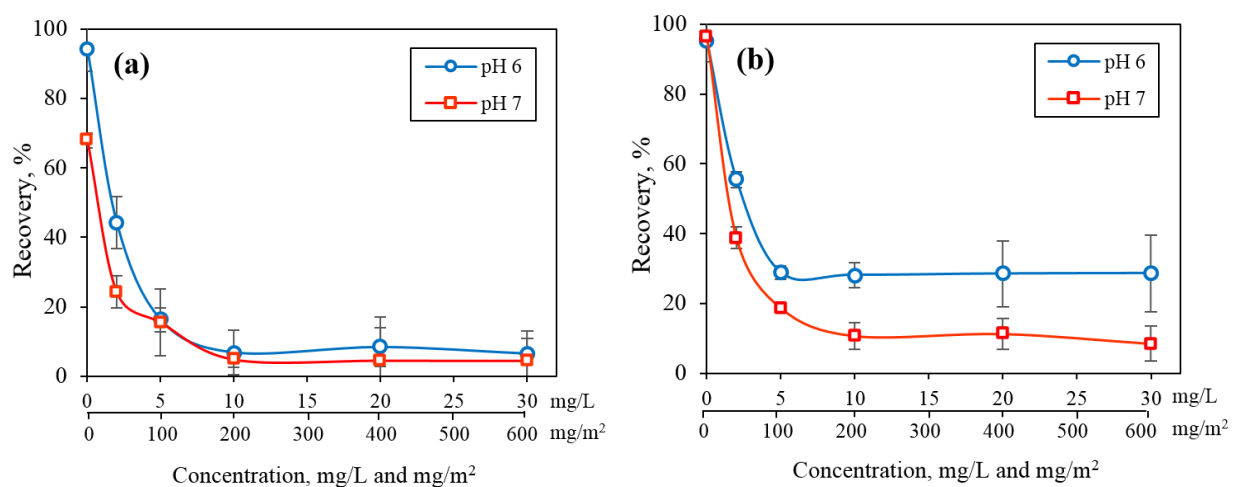 (a)
pH 6
pH 7
Recovery, %
100
80
60
40
20
0
0 5 10 15 20 25 30 mg/L
0 100 200 300 400 500 600 mg/m²
Concentration, mg/L and mg/m²
(b)
pH 6
pH 7
Recovery, %
100
80
60
40
20
0
0 5 10 15 20 25 30 mg/L
0 100 200 300 400 500 600 mg/m²
Concentration, mg/L and mg/m²